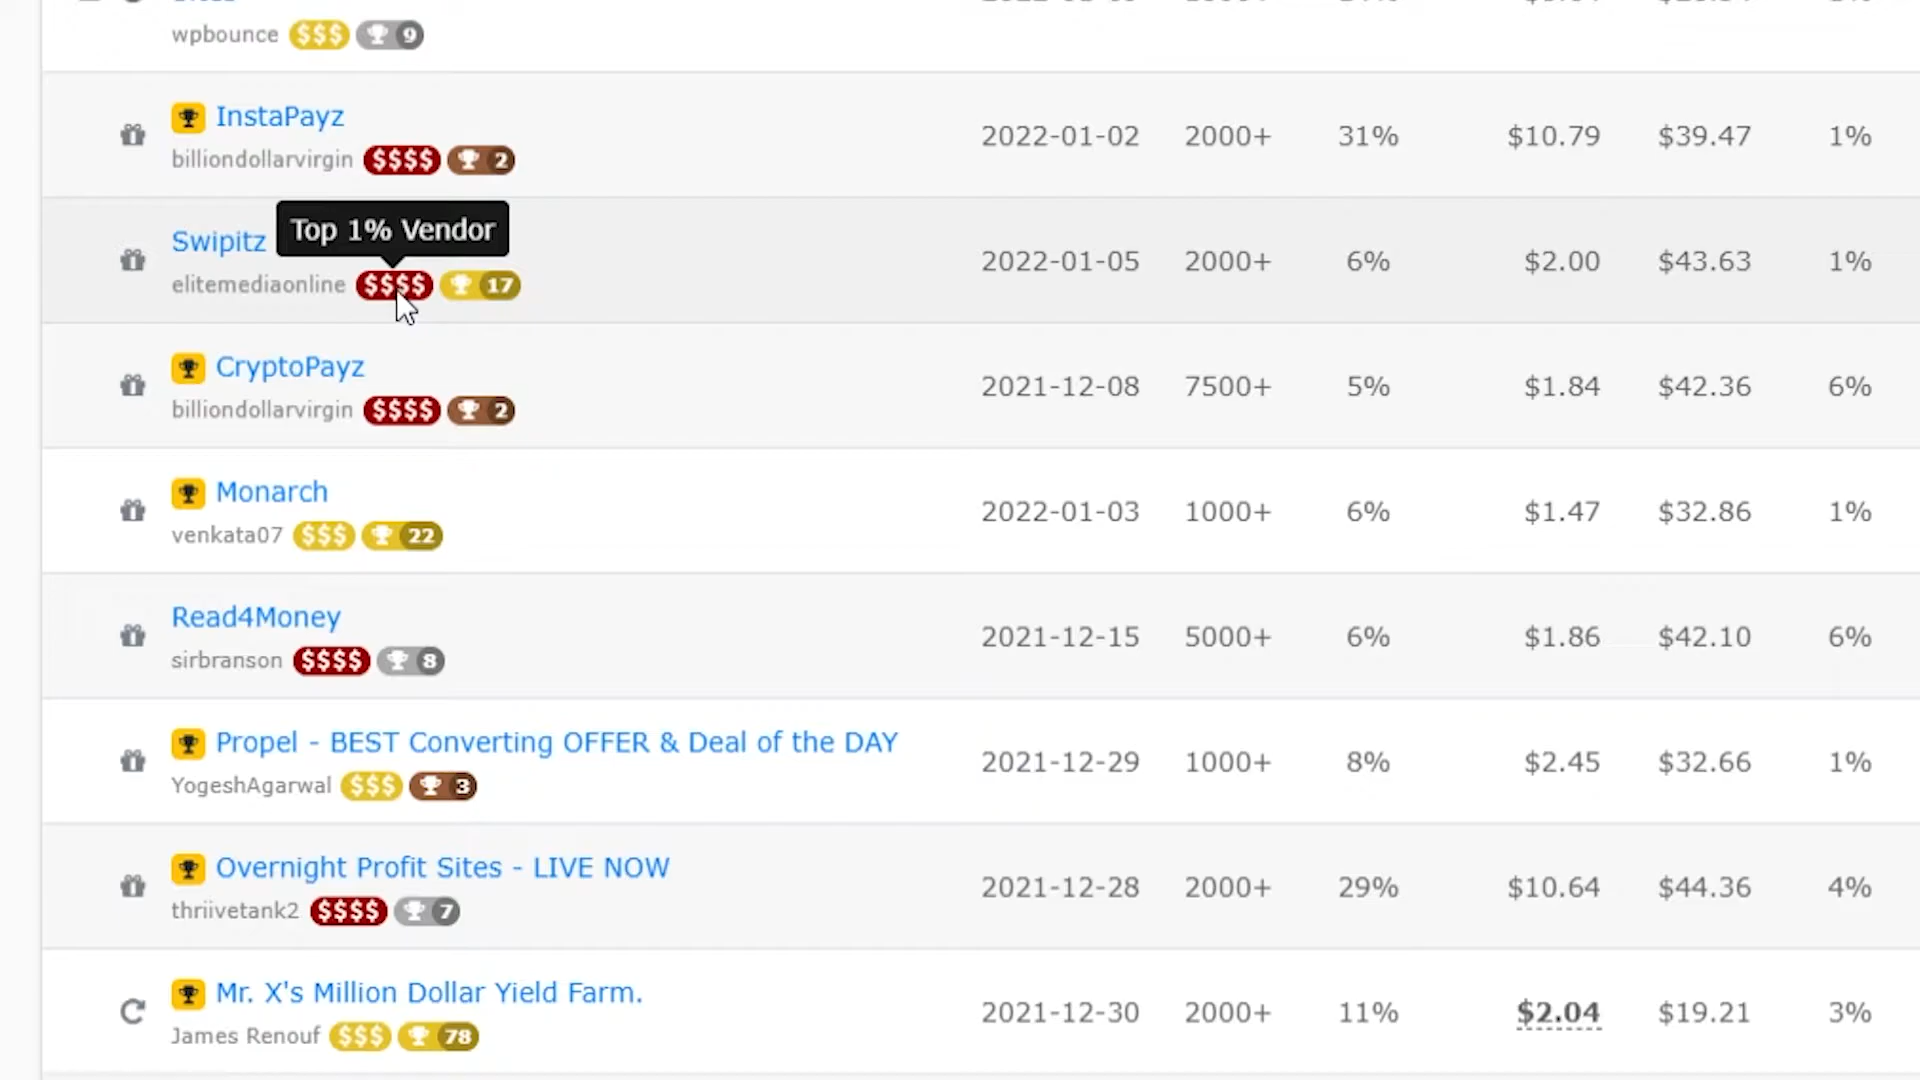 wpbounce $$$ 9
InstaPayz
billiondollarvirgin $$$$ 2
2022-01-02 2000+ 31% $10.79 $39.47 1%
Top 1% Vendor
Swipitz
elitemediaonline $$$$ 17
2022-01-05 2000+ 6% $2.00 $43.63 1%
CryptoPayz
billiondollarvirgin $$$$ 2
2021-12-08 7500+ 5% $1.84 $42.36 6%
Monarch
venkata07 $$$ 22
2022-01-03 1000+ 6% $1.47 $32.86 1%
Read4Money
sirbranson $$$$ 8
2021-12-15 5000+ 6% $1.86 $42.10 6%
Propel - BEST Converting OFFER & Deal of the DAY
YogeshAgarwal $$$ 3
2021-12-29 1000+ 8% $2.45 $32.66 1%
Overnight Profit Sites - LIVE NOW
thriivetank2 $$$$ 7
2021-12-28 2000+ 29% $10.64 $44.36 4%
Mr. X's Million Dollar Yield Farm.
James Renouf $$$ 78
2021-12-30 2000+ 11% $2.04 $19.21 3%